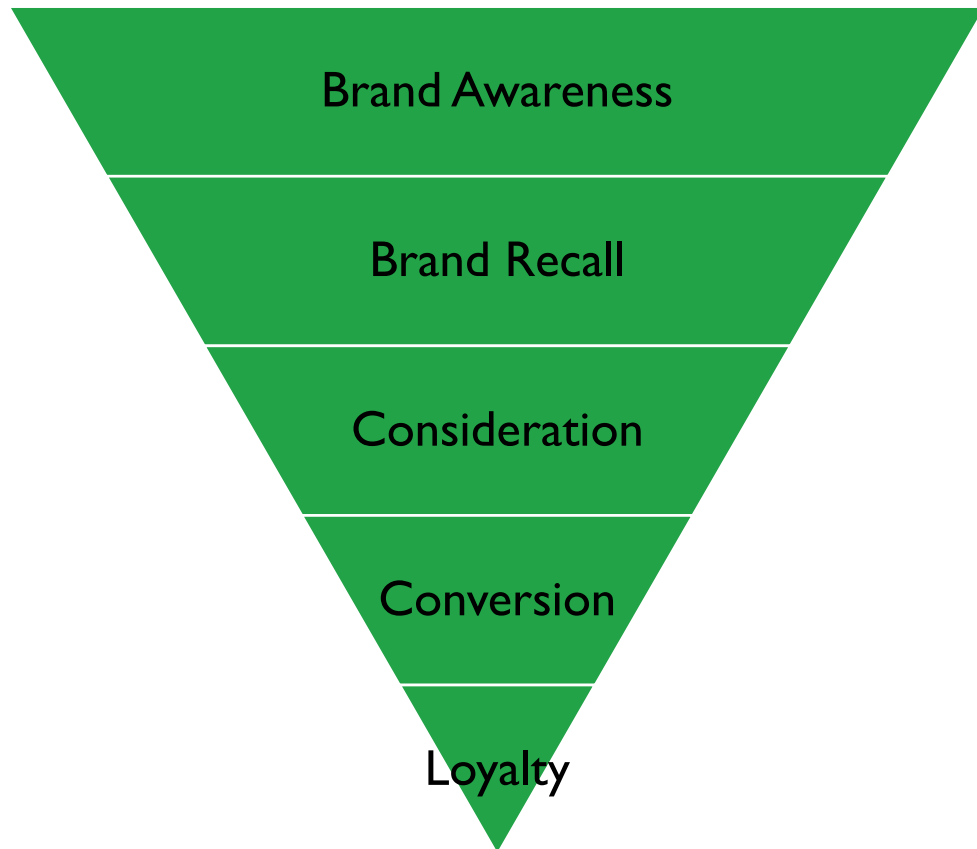 Brand Awareness
Brand Recall
Consideration
Conversion
Loyalty